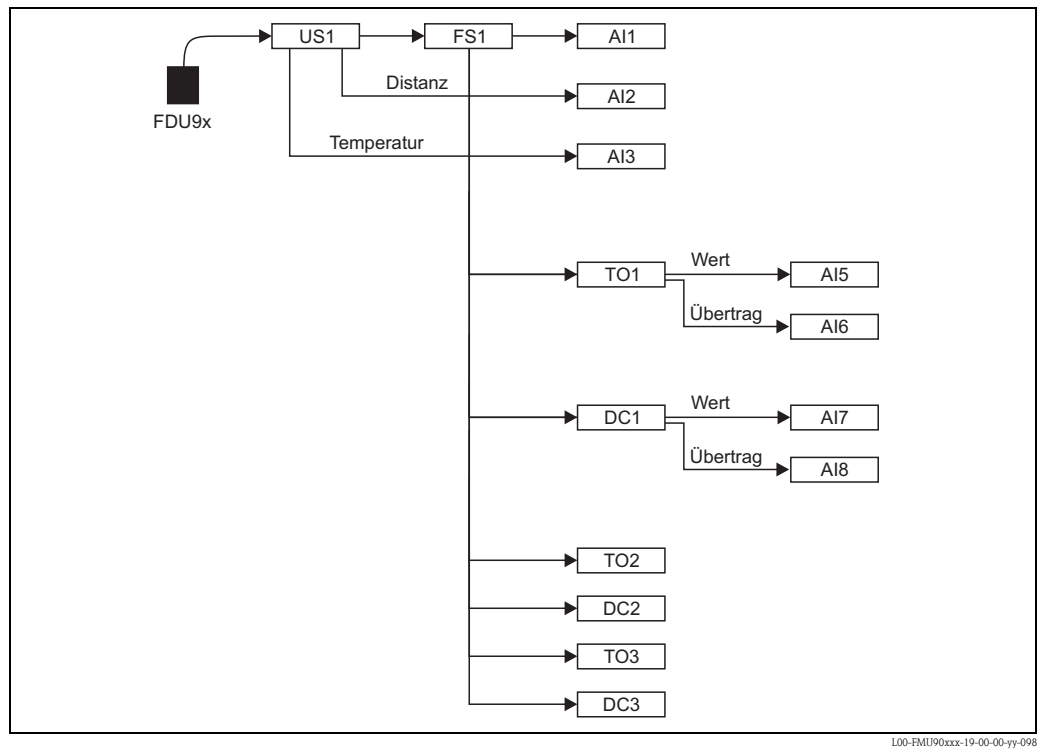 US1
FS1
AI1
Distanz
AI2
FDU9x
Temperatur
AI3
Wert
TO1
AI5
Übertrag
AI6
Wert
DC1
AI7
Übertrag
AI8
TO2
DC2
TO3
DC3
L00-FMU90xxx-19-00-00-yy-098